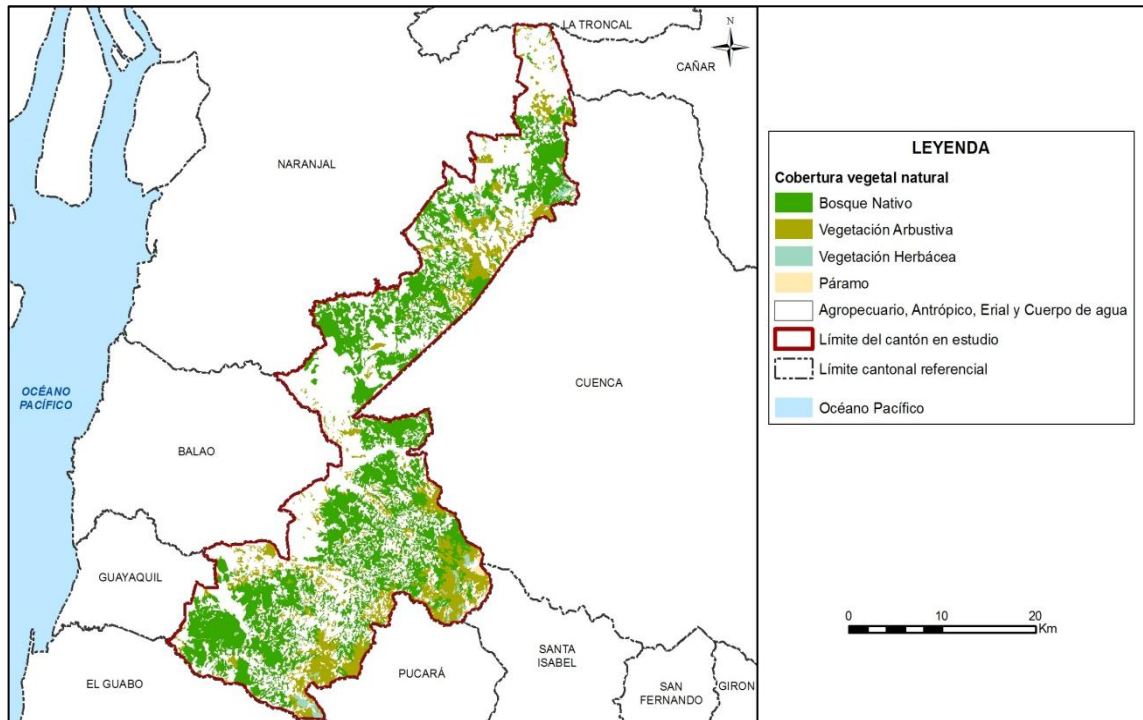 LA TRONCAL
N
CAÑAR
NARANJAL
CUENCA
OCÉANO
PACÍFICO
BALAO
GUAYAQUIL
EL GUABO
PUCARÁ
SANTA
ISABEL
SAN
FERNANDO
GIRON
LEYENDA
Cobertura vegetal natural
Bosque Nativo
Vegetación Arbustiva
Vegetación Herbácea
Páramo
Agropecuario, Antrópico, Erial y Cuerpo de agua
Límite del cantón en estudio
Límite cantonal referencial
Océano Pacífico
0 10 20
Km